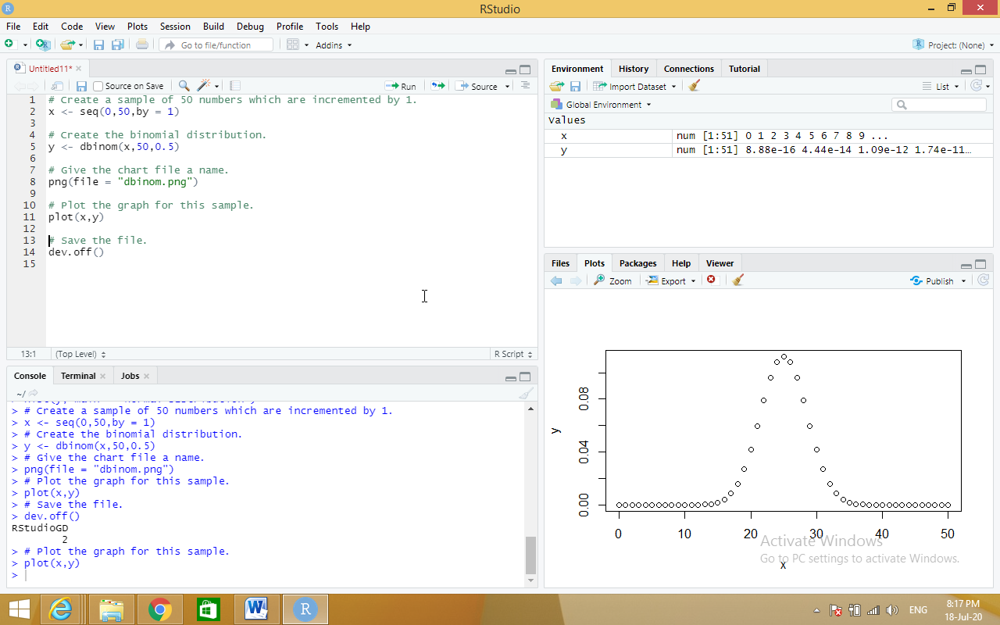 RStudio
File Edit Code View Plots Session Build Debug Profile Tools Help
Go to file/function Addins Project: (None)
Untitled11*
Source on Save Run Source
1 # Create a sample of 50 numbers which are incremented by 1.
2 x <- seq(0,50,by = 1)
3
4 # Create the binomial distribution.
5 y <- dbinom(x,50,0.5)
6
7 # Give the chart file a name.
8 png(file = "dbinom.png")
9
10 # Plot the graph for this sample.
11 plot(x,y)
12
13 # Save the file.
14 dev.off()
15
13:1 (Top Level) R Script
Console Terminal Jobs
~/
> # Create a sample of 50 numbers which are incremented by 1.
> x <- seq(0,50,by = 1)
> # Create the binomial distribution.
> y <- dbinom(x,50,0.5)
> # Give the chart file a name.
> png(file = "dbinom.png")
> # Plot the graph for this sample.
> plot(x,y)
> # Save the file.
> dev.off()
RStudioGD
2
> # Plot the graph for this sample.
> plot(x,y)
>
Environment History Connections Tutorial
Import Dataset List
Global Environment
Values
x num [1:51] 0 1 2 3 4 5 6 7 8 9 ...
y num [1:51] 8.88e-16 4.44e-14 1.09e-12 1.74e-11…
Files Plots Packages Help Viewer
Zoom Export Publish
y
0.08
0.04
0.00
0 10 20 30 40 50
x
Activate Windows
Go to PC settings to activate Windows.
ENG
8:17 PM
18-Jul-20